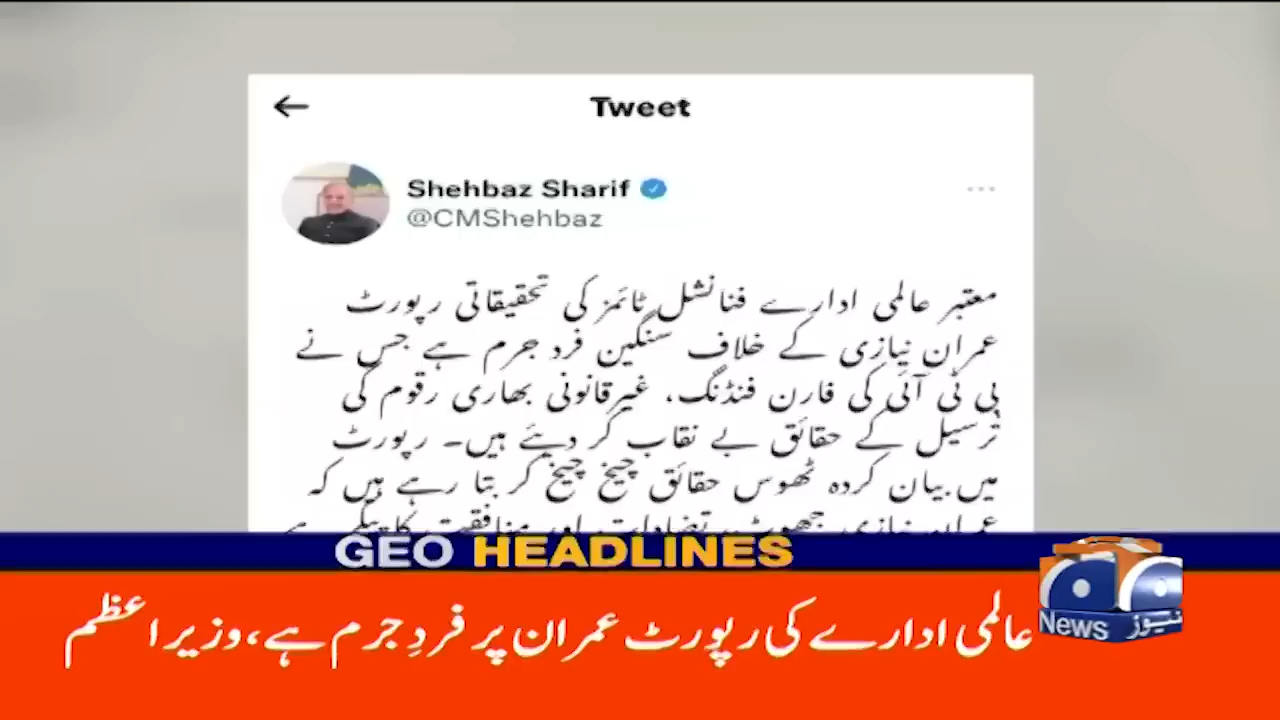 Tweet
Shehbaz Sharif
@CMShehbaz
معتبر عالمی ادارے فنانشل ٹائمز کی تحقیقاتی رپورٹ
عمران نیازی کے خلاف سنگین فرد جرم ہے جس نے
پی ٹی آئی کی فارن فنڈنگ، غیرقانونی بھاری رقوم کی
ترسیل کے حقائق بے نقاب کر دیئے ہیں۔ رپورٹ
میں بیان کردہ ٹھوس حقائق چیخ چیخ کر بتا رہے ہیں کہ
GEO HEADLINES
عالمی ادارے کی رپورٹ عمران پر فردِ جرم ہے، وزیراعظم
News نیوز